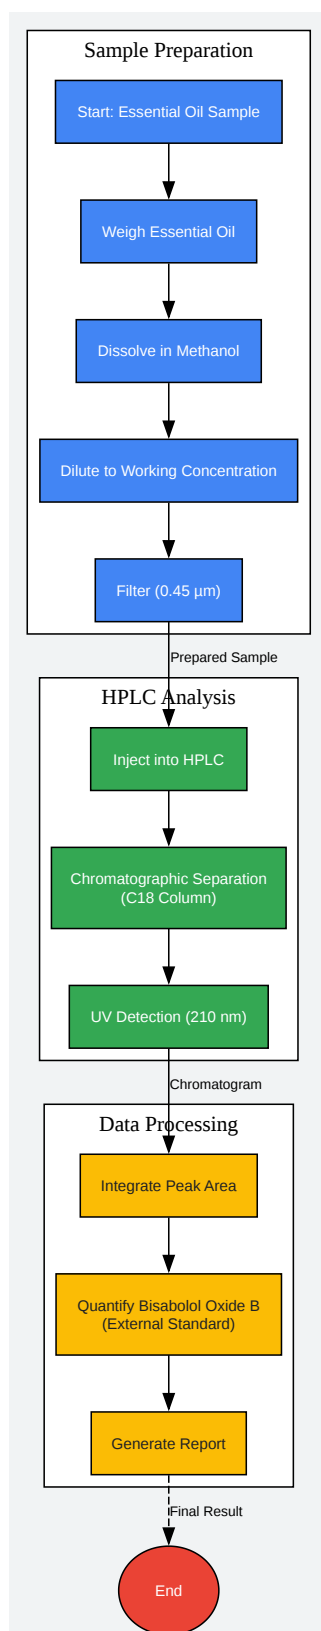 Sample Preparation
Start: Essential Oil Sample
Weigh Essential Oil
Dissolve in Methanol
Dilute to Working Concentration
Filter (0.45 µm)
Prepared Sample
HPLC Analysis
Inject into HPLC
Chromatographic Separation
(C18 Column)
UV Detection (210 nm)
Chromatogram
Data Processing
Integrate Peak Area
Quantify Bisabolol Oxide B
(External Standard)
Generate Report
Final Result
End